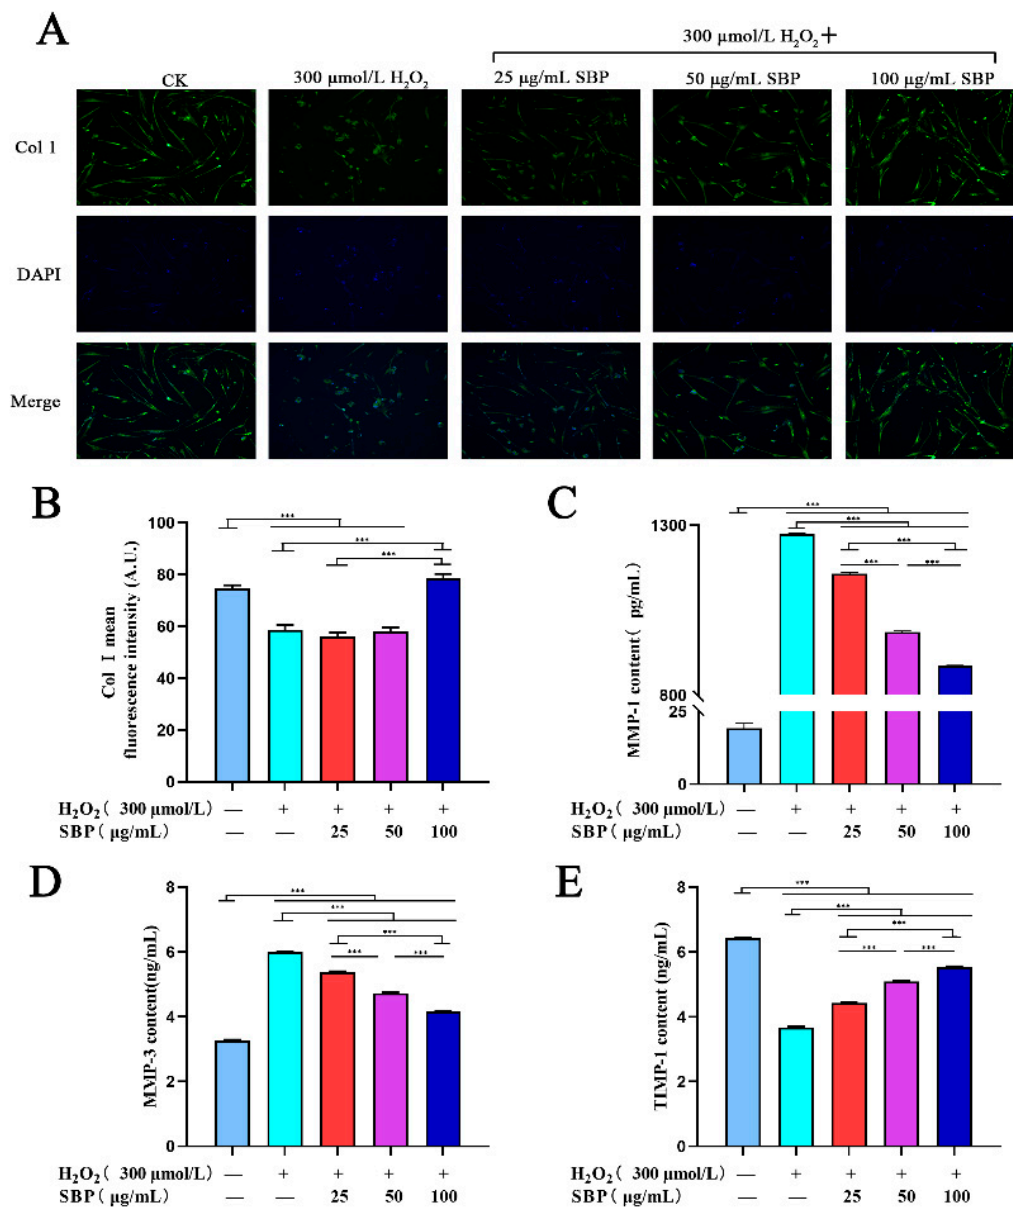 A
300 μmol/L H₂O₂+
CK
300 μmol/L H₂O₂
25 μg/mL SBP
50 μg/mL SBP
100 μg/mL SBP
Col 1
DAPI
Merge
B
Col Ⅰ mean
fluorescence intensity (A.U.)
100
80
60
40
20
0
***
***
***
H₂O₂( 300 μmol/L) — + + + +
SBP( μg/mL) — — 25 50 100
C
MMP-1 content( pg/mL)
1300
800
25
0
***
***
***
*** ***
H₂O₂( 300 μmol/L) — + + + +
SBP( μg/mL) — — 25 50 100
D
MMP-3 content(ng/mL)
8
6
4
2
0
***
***
***
*** ***
H₂O₂( 300 μmol/L) — + + + +
SBP( μg/mL) — — 25 50 100
E
TIMP-1 content (ng/mL)
8
6
4
2
0
***
***
***
*** ***
H₂O₂( 300 μmol/L) — + + + +
SBP( μg/mL) — — 25 50 100